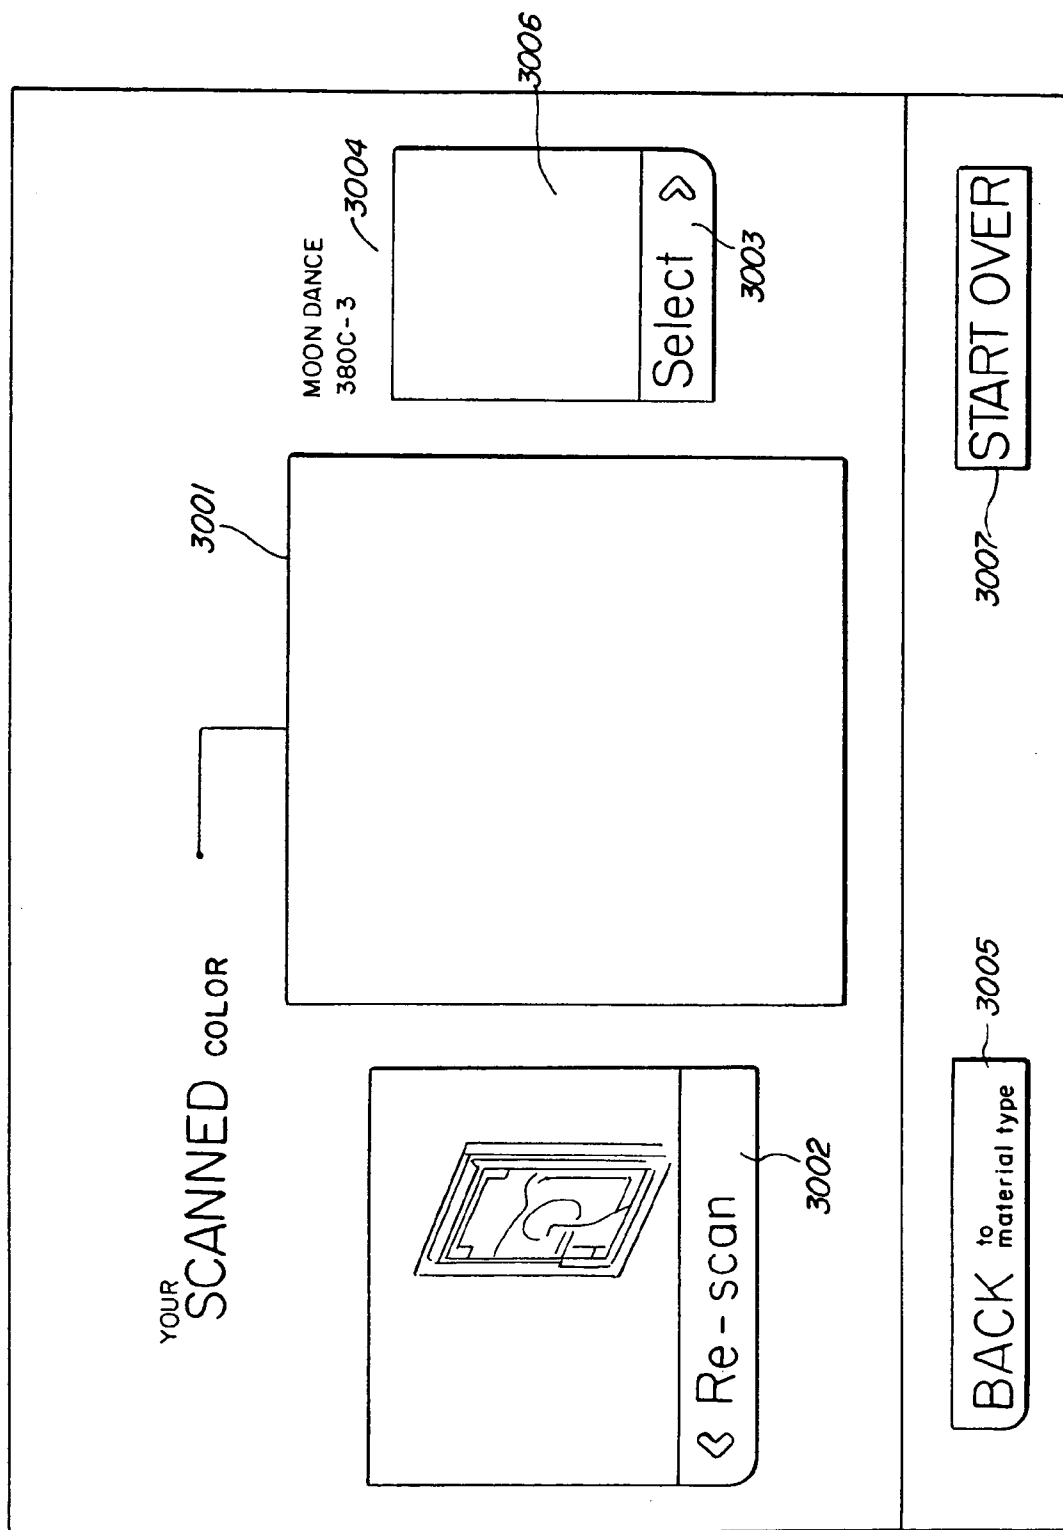 YOUR
SCANNED COLOR
3001
MOON DANCE
380C-3
3004
3006
Re-scan
3002
Select
3003
BACK to material type
3005
3007
START OVER